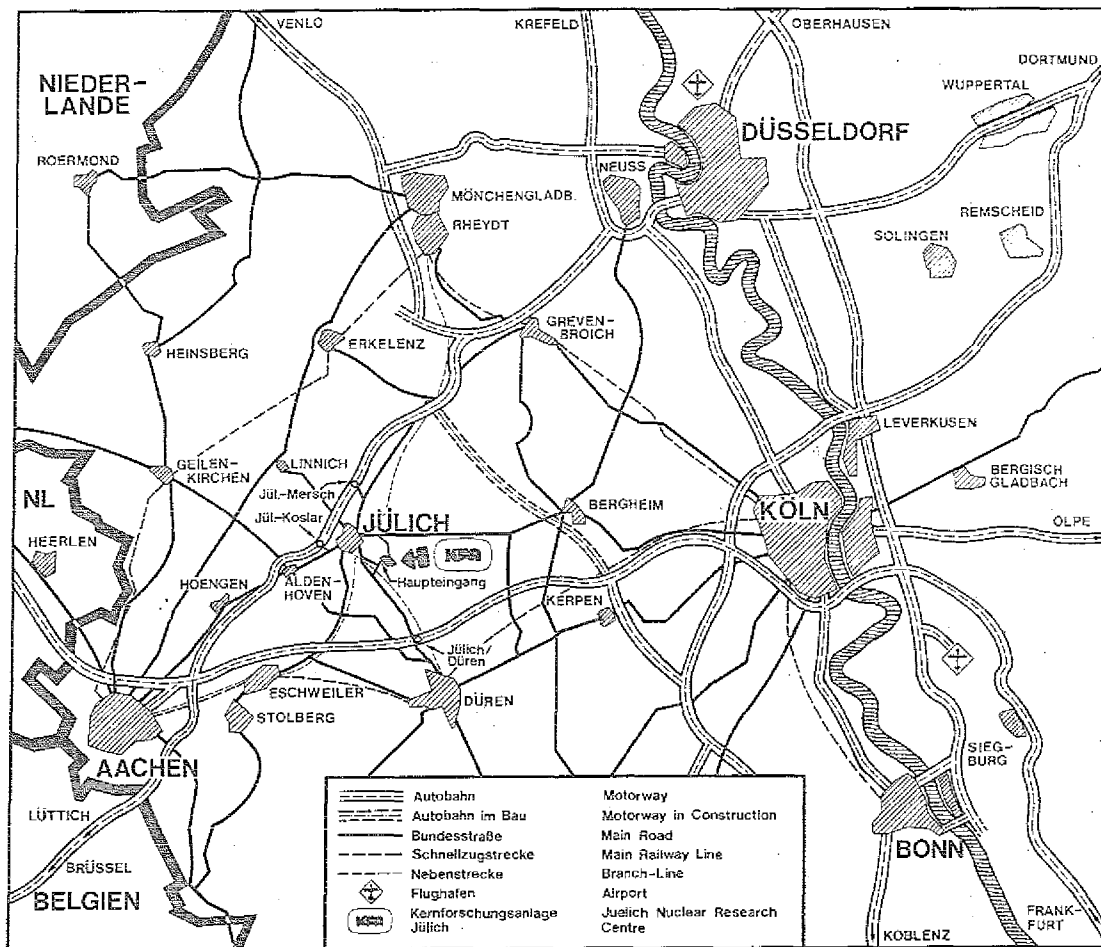 VENLO
KREFELD
OBERHAUSEN
DORTMUND
WUPPERTAL
NIEDER-
LANDE
DÜSSELDORF
ROERMOND
NEUSS
MÖNCHENGLADB.
RHEYDT
REMSCHEID
SOLINGEN
GREVEN-
BROICH
ERKELENZ
HEINSBERG
LEVERKUSEN
GEILEN-
KIRCHEN
LINNICH
BERGISCH
GLADBACH
NL
Jül.-Mersch
BERGHEIM
KÖLN
Jül.-Koslar
JÜLICH
OLPE
HEERLEN
KFA
Haupteingang
HOENGEN
ALDEN-
HOVEN
KERPEN
Jülich/
Düren
ESCHWEILER
DÜREN
STOLBERG
SIEG-
BURG
AACHEN
LÜTTICH
BONN
BRÜSSEL
BELGIEN
FRANK-
FURT
KOBLENZ
Autobahn Motorway
Autobahn im Bau Motorway in Construction
Bundesstraße Main Road
Schnellzugstrecke Main Railway Line
Nebenstrecke Branch-Line
Flughafen Airport
KFA Kernforschungsanlage Juelich Nuclear Research
Jülich Centre